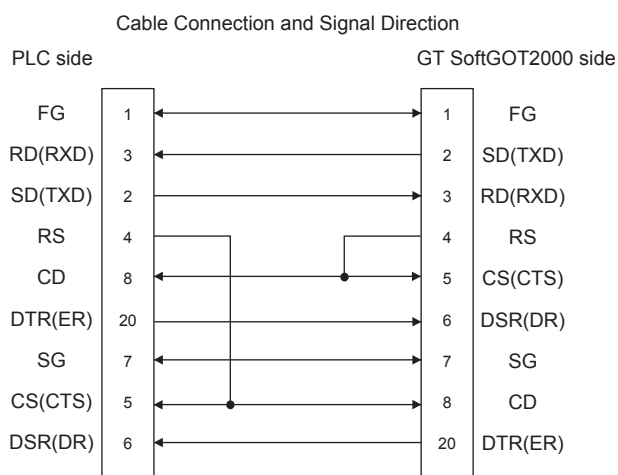 Cable Connection and Signal Direction
PLC side GT SoftGOT2000 side
FG 1 1 FG
RD(RXD) 3 2 SD(TXD)
SD(TXD) 2 3 RD(RXD)
RS 4 4 RS
CD 8 5 CS(CTS)
DTR(ER) 20 6 DSR(DR)
SG 7 7 SG
CS(CTS) 5 8 CD
DSR(DR) 6 20 DTR(ER)